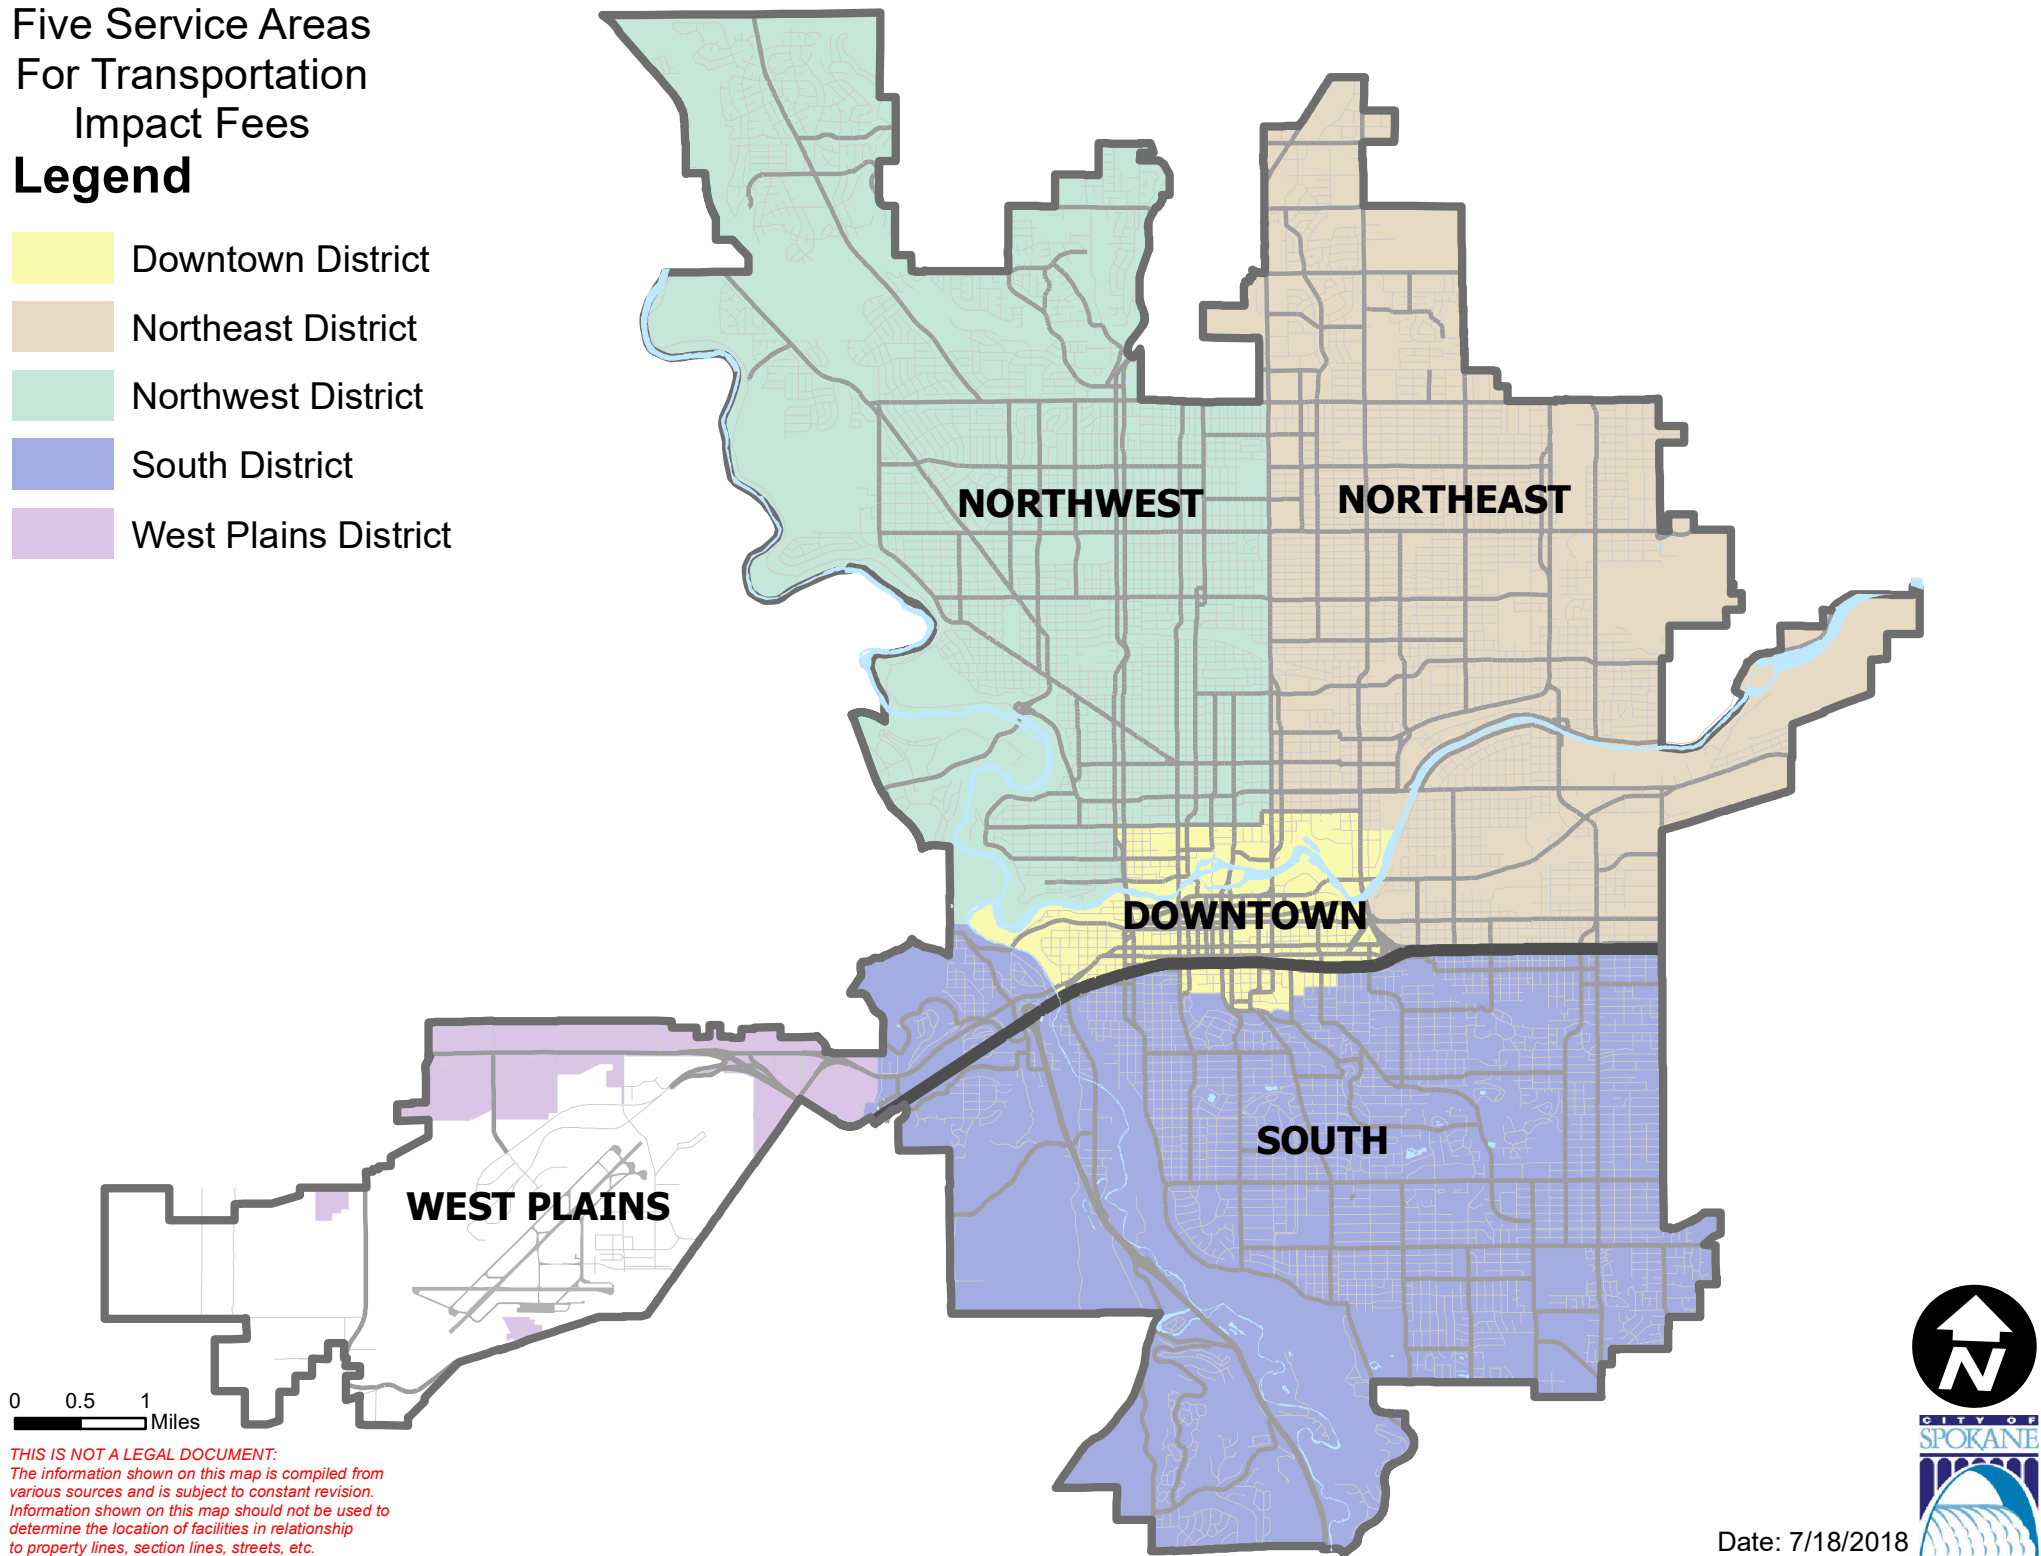 Five Service Areas
For Transportation
Impact Fees
Legend
Downtown District
Northeast District
Northwest District
South District
West Plains District
NORTHWEST
NORTHEAST
DOWNTOWN
SOUTH
WEST PLAINS
0 0.5 1
Miles
THIS IS NOT A LEGAL DOCUMENT:
The information shown on this map is compiled from
various sources and is subject to constant revision.
Information shown on this map should not be used to
determine the location of facilities in relationship
to property lines, section lines, streets, etc.
N
CITY OF
SPOKANE
Date: 7/18/2018